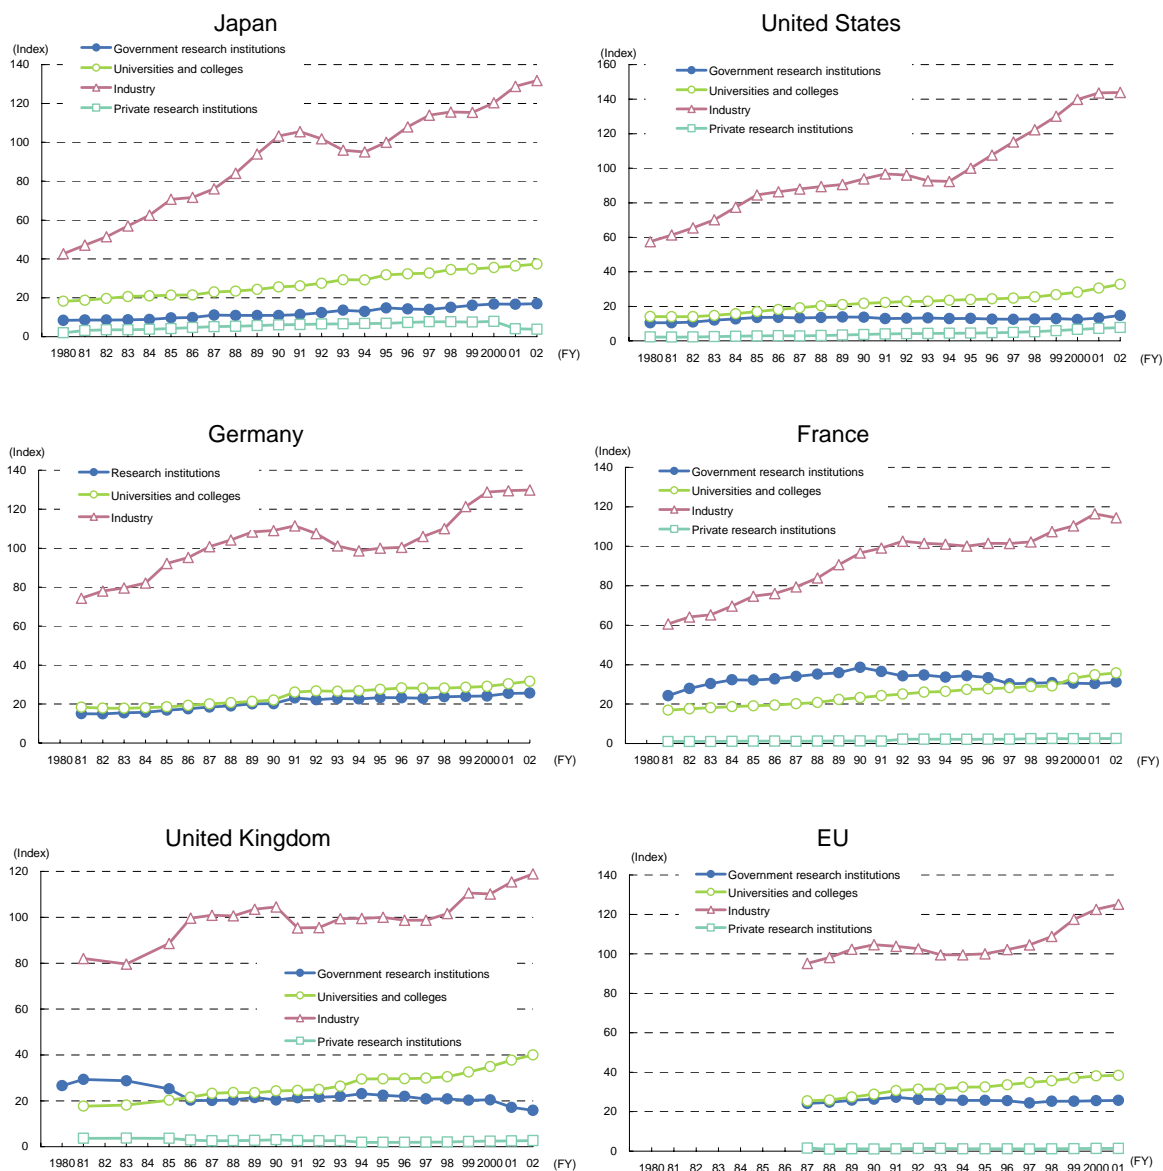 Japan
(Index)
Government research institutions
Universities and colleges
Industry
Private research institutions
140
120
100
80
60
40
20
0
1980 81 82 83 84 85 86 87 88 89 90 91 92 93 94 95 96 97 98 99 2000 01 02 (FY)
United States
(Index)
Government research institutions
Universities and colleges
Industry
Private research institutions
160
140
120
100
80
60
40
20
0
1980 81 82 83 84 85 86 87 88 89 90 91 92 93 94 95 96 97 98 99 2000 01 02 (FY)
Germany
(Index)
Research institutions
Universities and colleges
Industry
140
120
100
80
60
40
20
0
1980 81 82 83 84 85 86 87 88 89 90 91 92 93 94 95 96 97 98 99 2000 01 02 (FY)
France
(Index)
Government research institutions
Universities and colleges
Industry
Private research institutions
140
120
100
80
60
40
20
0
1980 81 82 83 84 85 86 87 88 89 90 91 92 93 94 95 96 97 98 99 2000 01 02 (FY)
United Kingdom
(Index)
120
100
80
60
40
20
0
Government research institutions
Universities and colleges
Industry
Private research institutions
1980 81 82 83 84 85 86 87 88 89 90 91 92 93 94 95 96 97 98 99 2000 01 02 (FY)
EU
(Index)
Government research institutions
Universities and colleges
Industry
Private research institutions
140
120
100
80
60
40
20
0
1980 81 82 83 84 85 86 87 88 89 90 91 92 93 94 95 96 97 98 99 2000 01 (FY)